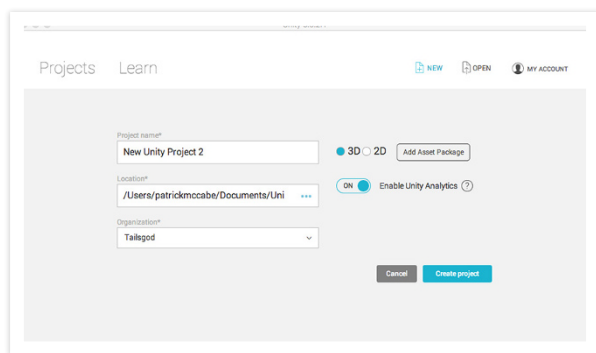 Projects Learn NEW OPEN MY ACCOUNT
Project name*
New Unity Project 2
3D 2D Add Asset Package
Location*
/Users/patrickmccabe/Documents/Uni ...
ON Enable Unity Analytics ?
Organization*
Tailsgod
Cancel Create project